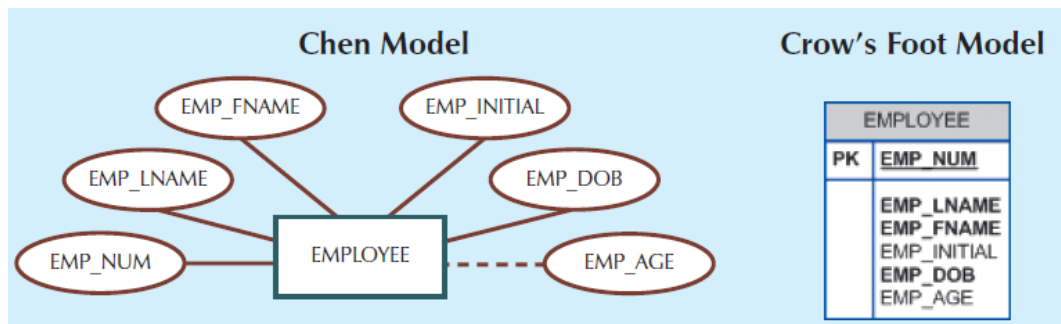 Chen Model
EMP_FNAME
EMP_INITIAL
EMP_LNAME
EMP_DOB
EMP_NUM
EMPLOYEE
EMP_AGE
Crow’s Foot Model
EMPLOYEE
PK EMP_NUM
EMP_LNAME
EMP_FNAME
EMP_INITIAL
EMP_DOB
EMP_AGE